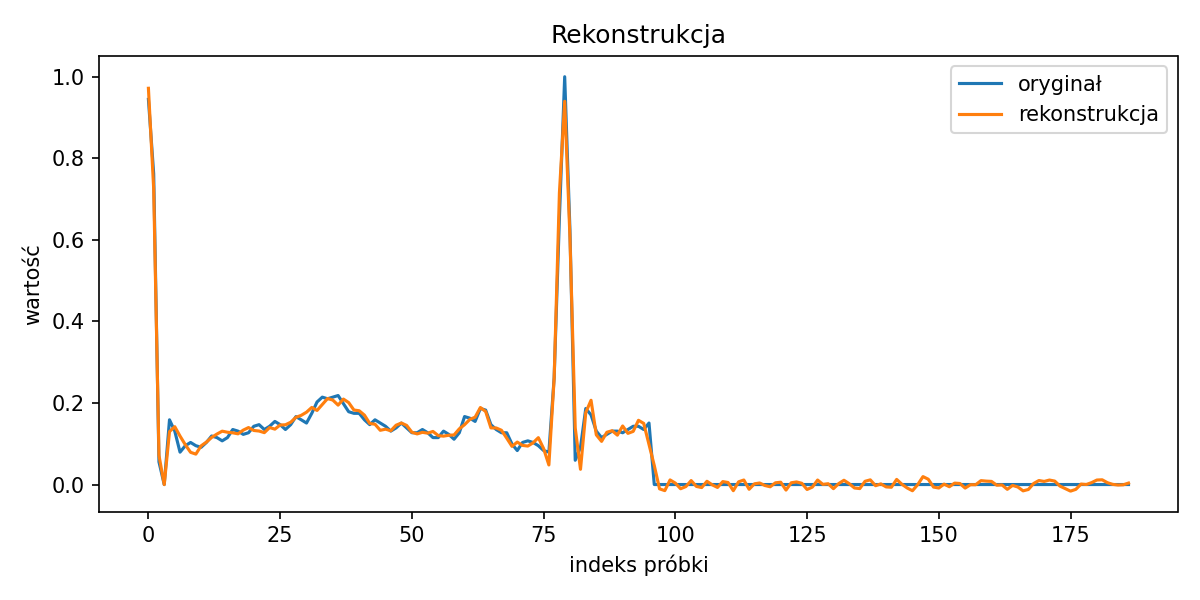 Rekonstrukcja
oryginał
rekonstrukcja
1.0
0.8
0.6
0.4
0.2
0.0
wartość
0 25 50 75 100 125 150 175
indeks próbki